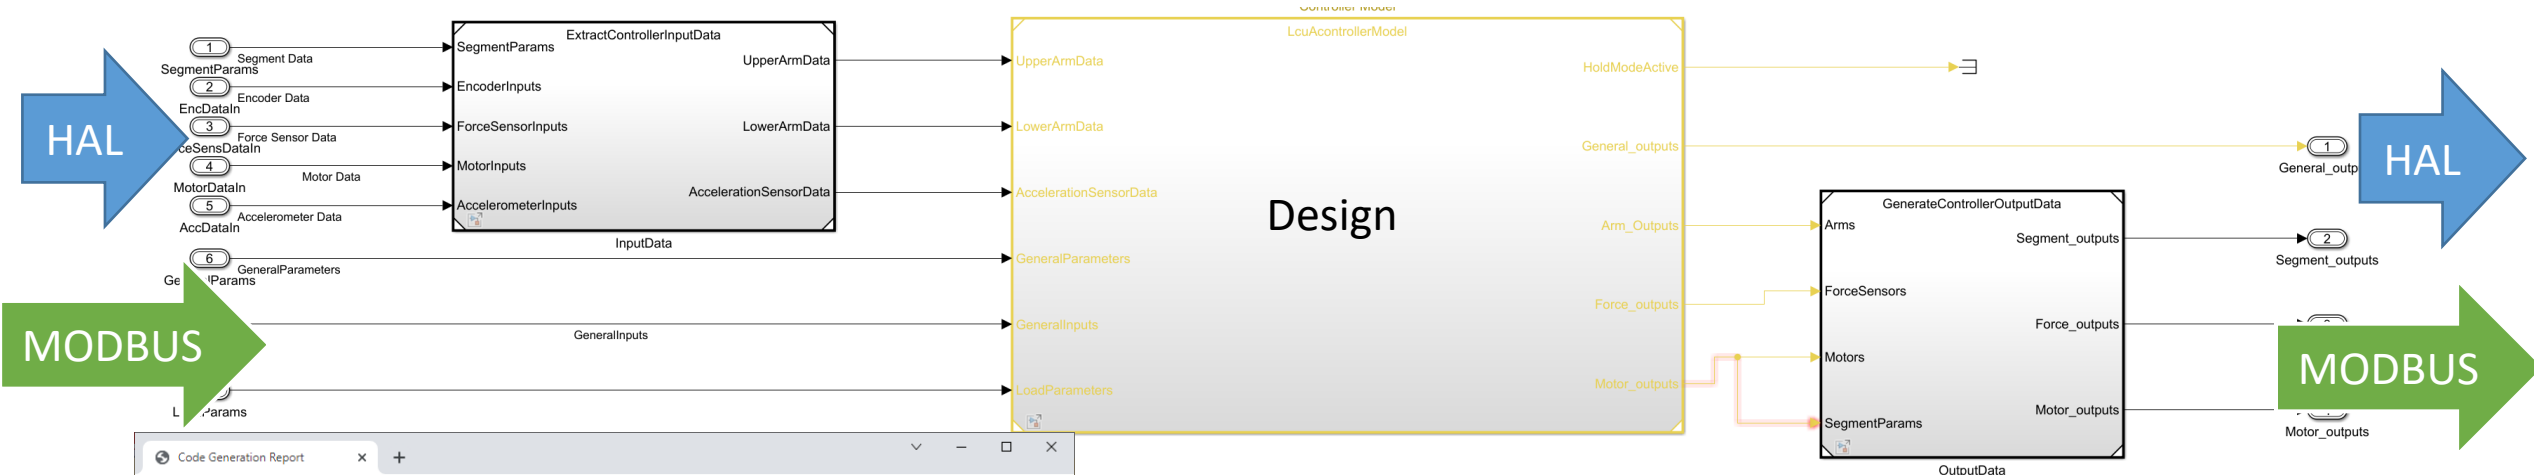 Controller Model
HAL
1
Segment Data
SegmentParams
2
Encoder Data
EncDataIn
3
Force Sensor Data
ceSensDataIn
4
Motor Data
MotorDataIn
5
Accelerometer Data
AccDataIn
6
GeneralParameters
Ge
Params
MODBUS
GeneralInputs
L
Params
ExtractControllerInputData
SegmentParams
EncoderInputs
ForceSensorInputs
MotorInputs
AccelerometerInputs
UpperArmData
LowerArmData
AccelerationSensorData
InputData
LcuAcontrollerModel
UpperArmData
LowerArmData
AccelerationSensorData
GeneralParameters
GeneralInputs
LoadParameters
Design
HoldModeActive
General_outputs
Arm_Outputs
Force_outputs
Motor_outputs
GenerateControllerOutputData
Arms
ForceSensors
Motors
SegmentParams
Segment_outputs
Force_outputs
Motor_outputs
OutputData
1
General_outp
HAL
2
Segment_outputs
MODBUS
Motor_outputs
Code Generation Report